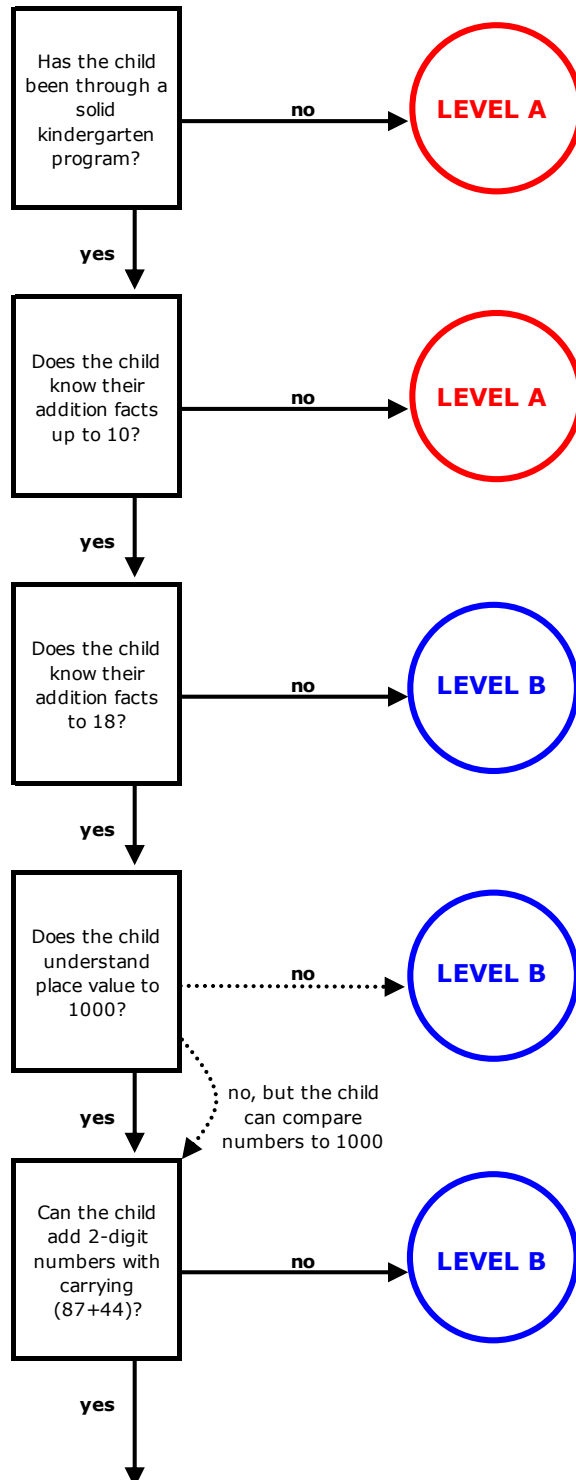 Has the child
been through a
solid
kindergarten
program?
no
LEVEL A
yes
Does the child
know their
addition facts
up to 10?
no
LEVEL A
yes
Does the child
know their
addition facts
to 18?
no
LEVEL B
yes
Does the child
understand
place value to
1000?
no
LEVEL B
no, but the child
can compare
numbers to 1000
yes
Can the child
add 2-digit
numbers with
carrying
(87+44)?
no
LEVEL B
yes